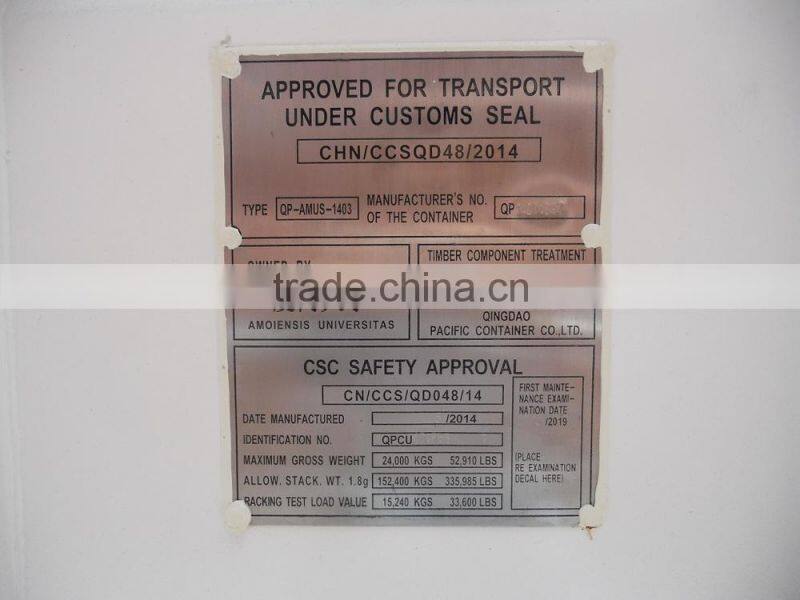 APPROVED FOR TRANSPORT
UNDER CUSTOMS SEAL
CHN/CCSQD48/2014
TYPE QP-AMUS-1403 MANUFACTURER'S NO. OF THE CONTAINER QP
OWNED BY
AMOIENSIS UNIVERSITAS
TIMBER COMPONENT TREATMENT
QINGDAO
PACIFIC CONTAINER CO.,LTD.
trade.china.cn
CSC SAFETY APPROVAL
CN/CCS/QD048/14
DATE MANUFACTURED /2014
IDENTIFICATION NO. QPCU
MAXIMUM GROSS WEIGHT 24,000 KGS 52,910 LBS
ALLOW. STACK. WT. 1.8g 152,400 KGS 335,985 LBS
RACKING TEST LOAD VALUE 15,240 KGS 33,600 LBS
FIRST MAINTE-
NANCE EXAMI-
NATION DATE
/2019
(PLACE
RE EXAMINATION
DECAL HERE)